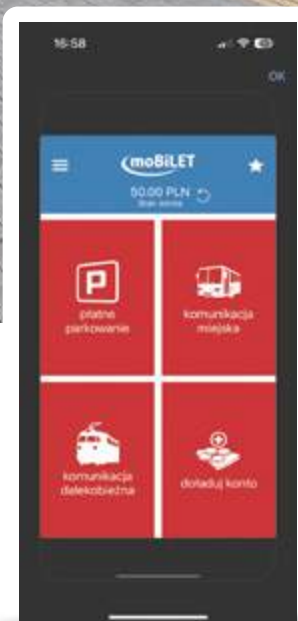 16:58
OK
moBiLET
50.00 PLN
Stan konta
P
płatne
parkowanie
komunikacja
miejska
komunikacja
dalekobieżna
doładuj konto